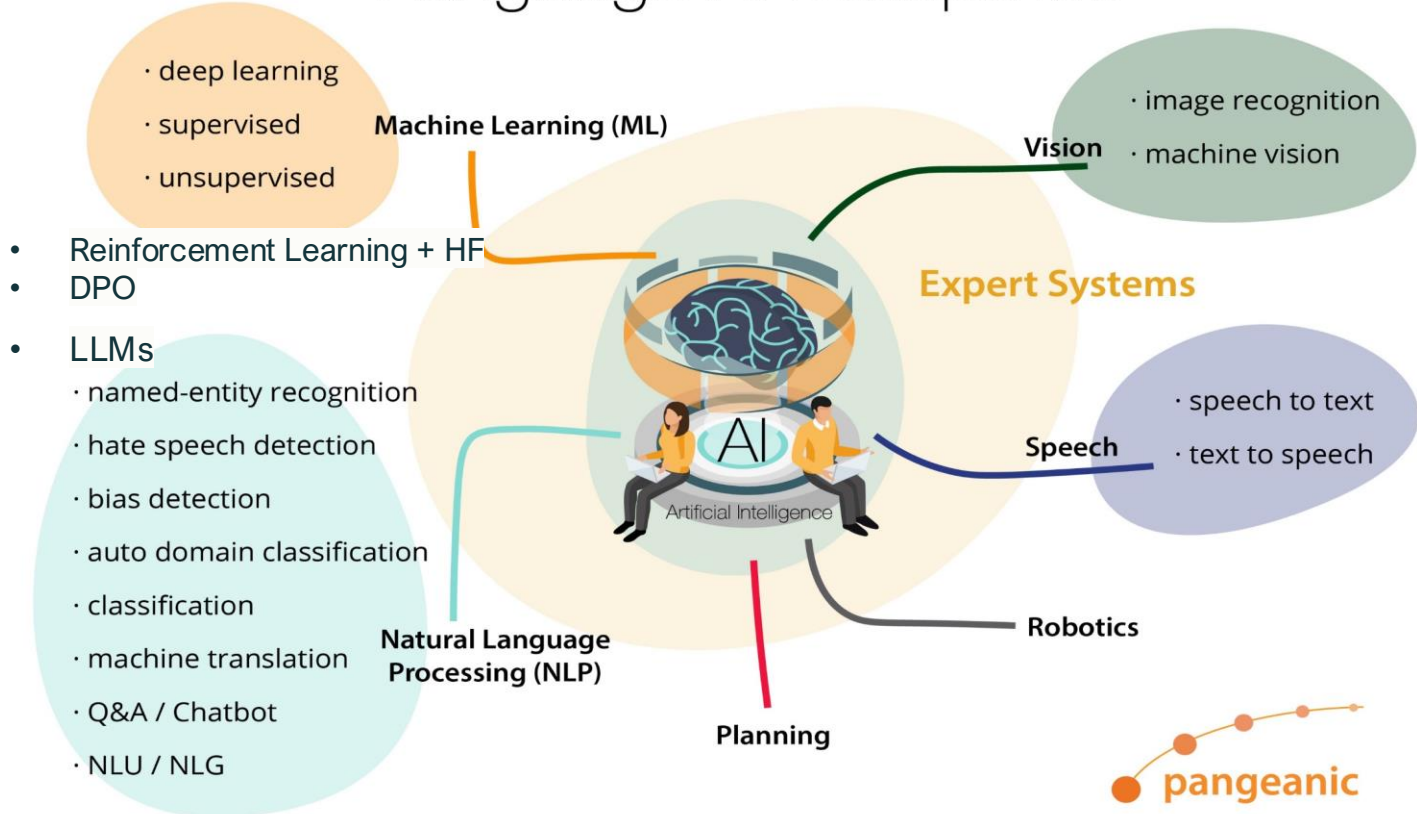 · deep learning
· supervised
· unsupervised
Machine Learning (ML)
• Reinforcement Learning + HF
• DPO
• LLMs
· named-entity recognition
· hate speech detection
· bias detection
· auto domain classification
· classification
· machine translation
· Q&A / Chatbot
· NLU / NLG
Natural Language
Processing (NLP)
Vision
· image recognition
· machine vision
Expert Systems
AI
Artificial Intelligence
Speech
· speech to text
· text to speech
Robotics
Planning
pangeanic